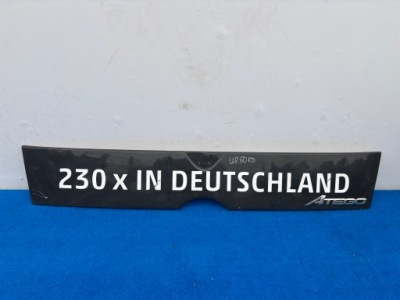 230 x IN DEUTSCHLAND
ATEGO